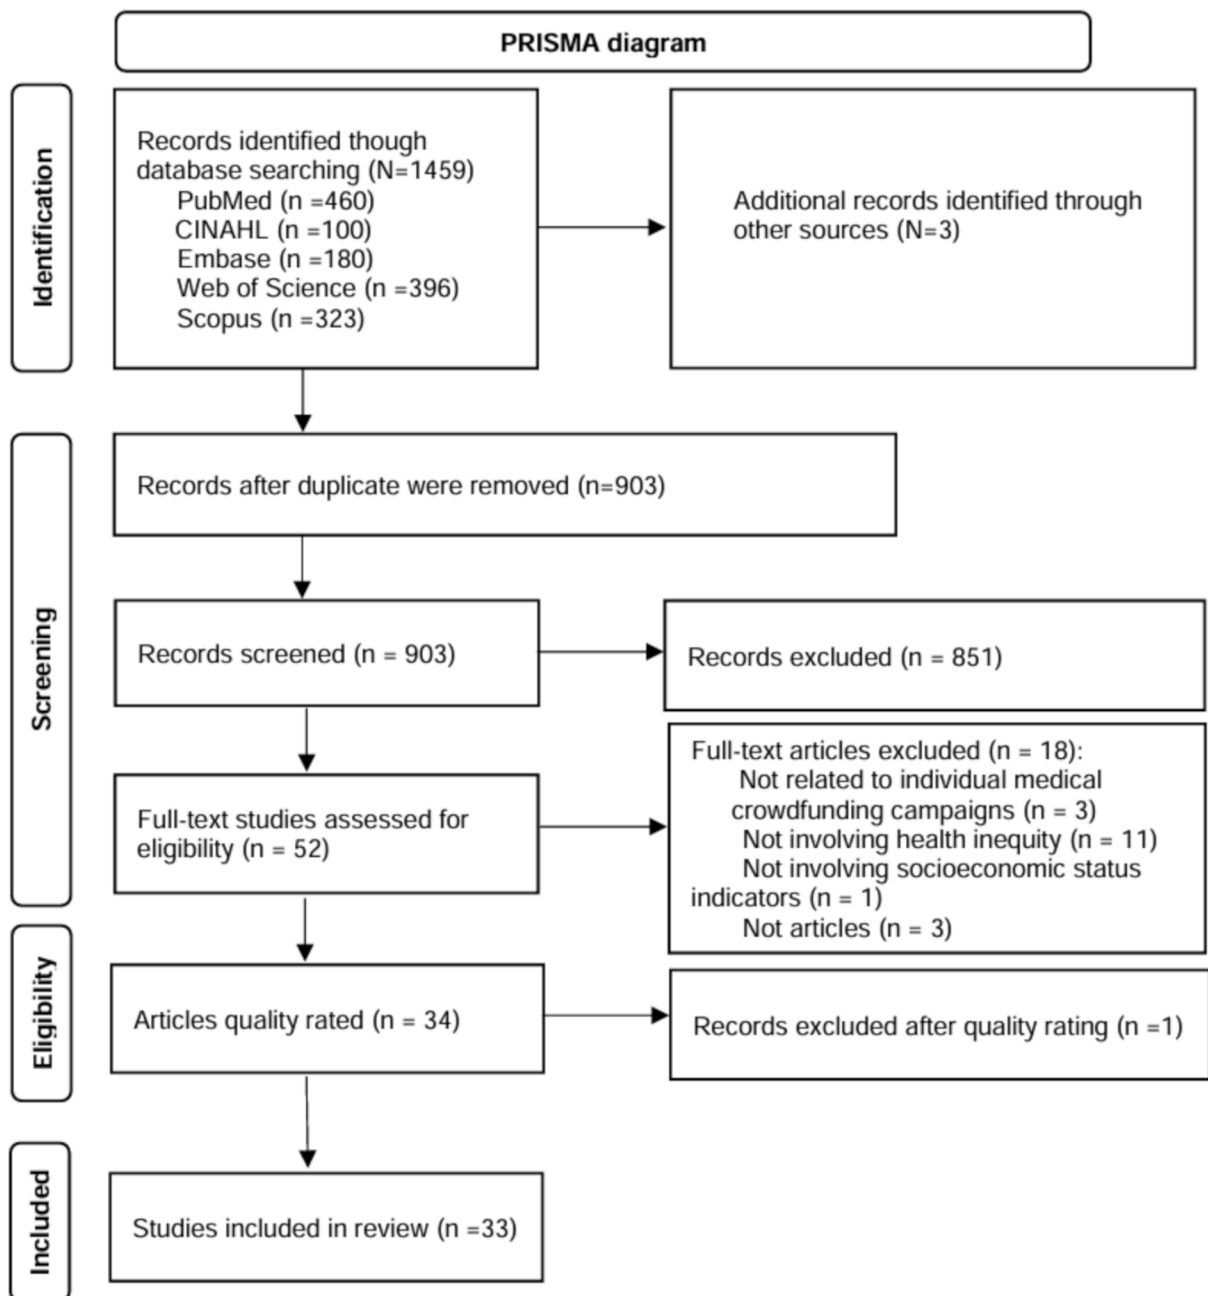 PRISMA diagram
Identification
Records identified though
database searching (N=1459)
PubMed (n =460)
CINAHL (n =100)
Embase (n =180)
Web of Science (n =396)
Scopus (n =323)
Additional records identified through
other sources (N=3)
Screening
Records after duplicate were removed (n=903)
Records screened (n = 903)
Records excluded (n = 851)
Full-text studies assessed for
eligibility (n = 52)
Full-text articles excluded (n = 18):
Not related to individual medical
crowdfunding campaigns (n = 3)
Not involving health inequity (n = 11)
Not involving socioeconomic status
indicators (n = 1)
Not articles (n = 3)
Eligibility
Articles quality rated (n = 34)
Records excluded after quality rating (n =1)
Included
Studies included in review (n =33)